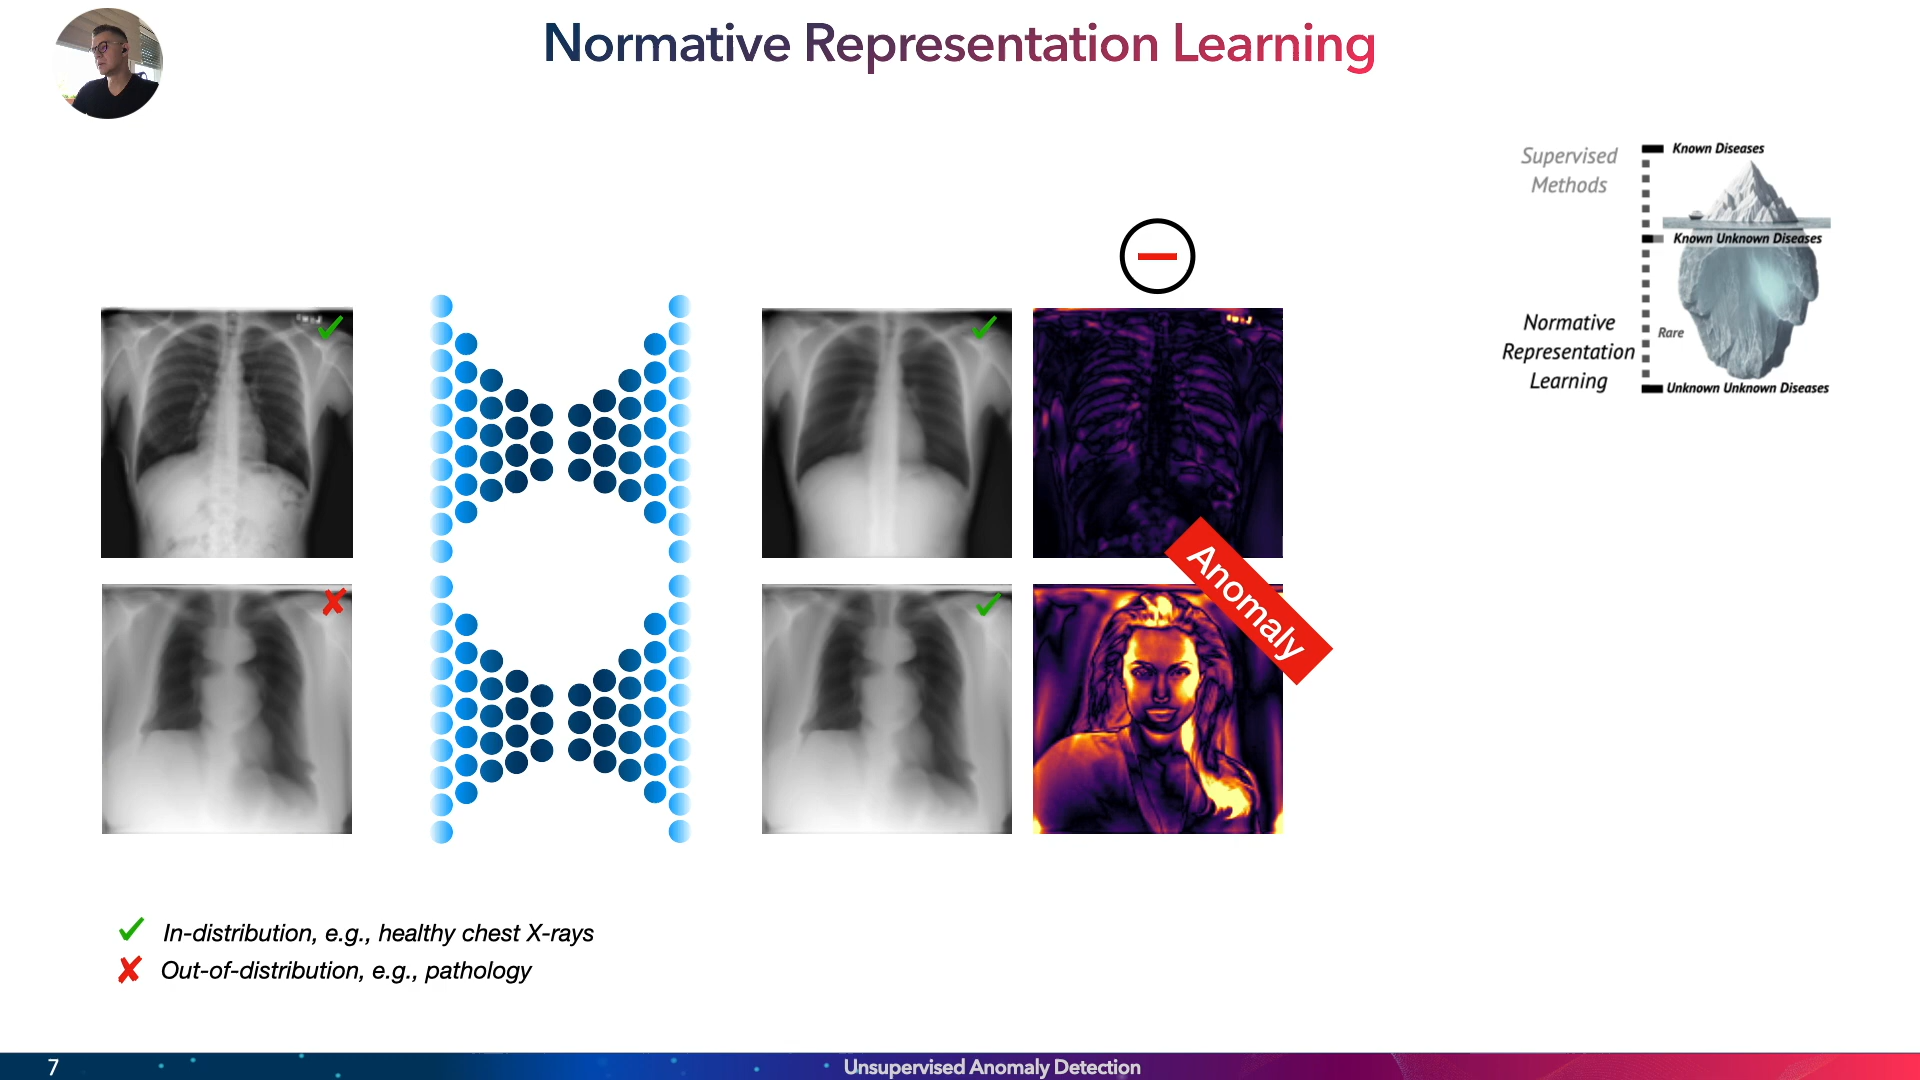 Normative Representation Learning
Supervised
Methods
Known Diseases
Known Unknown Diseases
Normative
Representation
Learning
Rare
Unknown Unknown Diseases
Anomaly
In-distribution, e.g., healthy chest X-rays
Out-of-distribution, e.g., pathology
7
Unsupervised Anomaly Detection